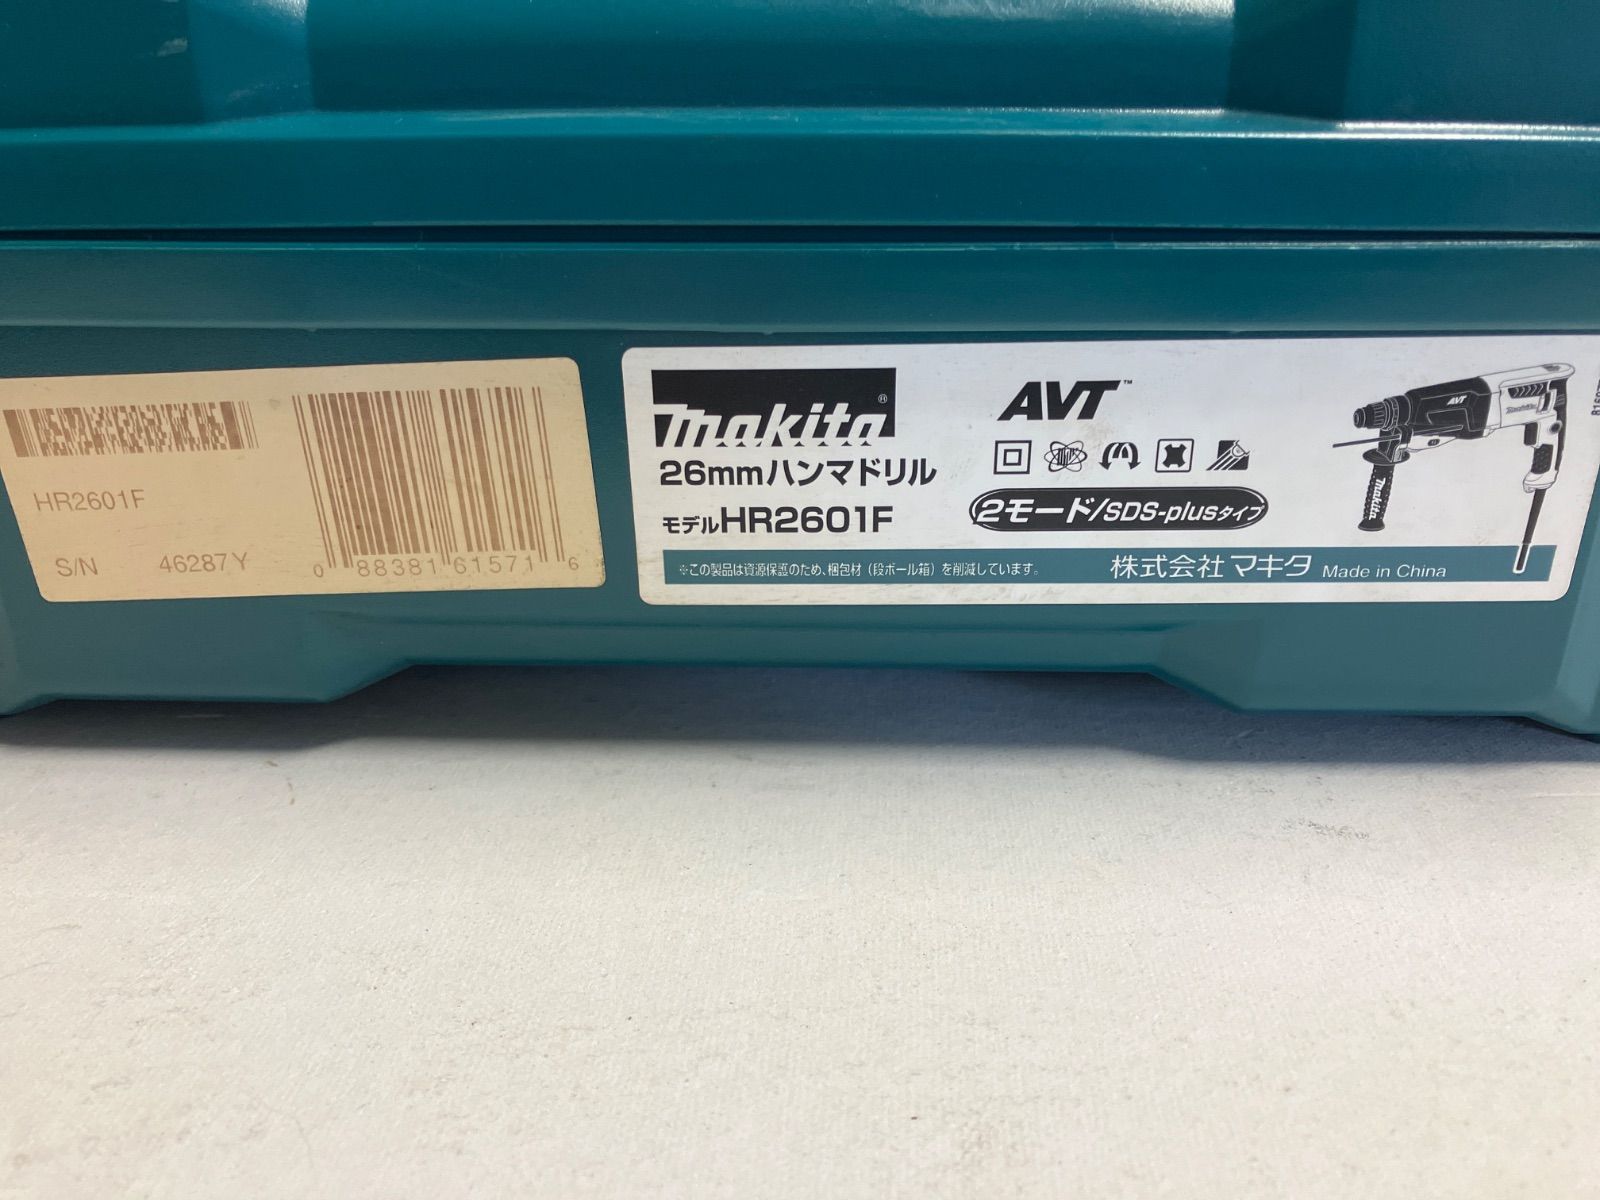 HR2601F
S/N 46287Y
0 88381 61571 6
makita®
26mmハンマドリル
モデルHR2601F
AVT™
2モード/SDS-plusタイプ
※この製品は資源保護のため、梱包材（段ボール箱）を削減しています。
株式会社マキタ Made in China
AVT
makita
makita